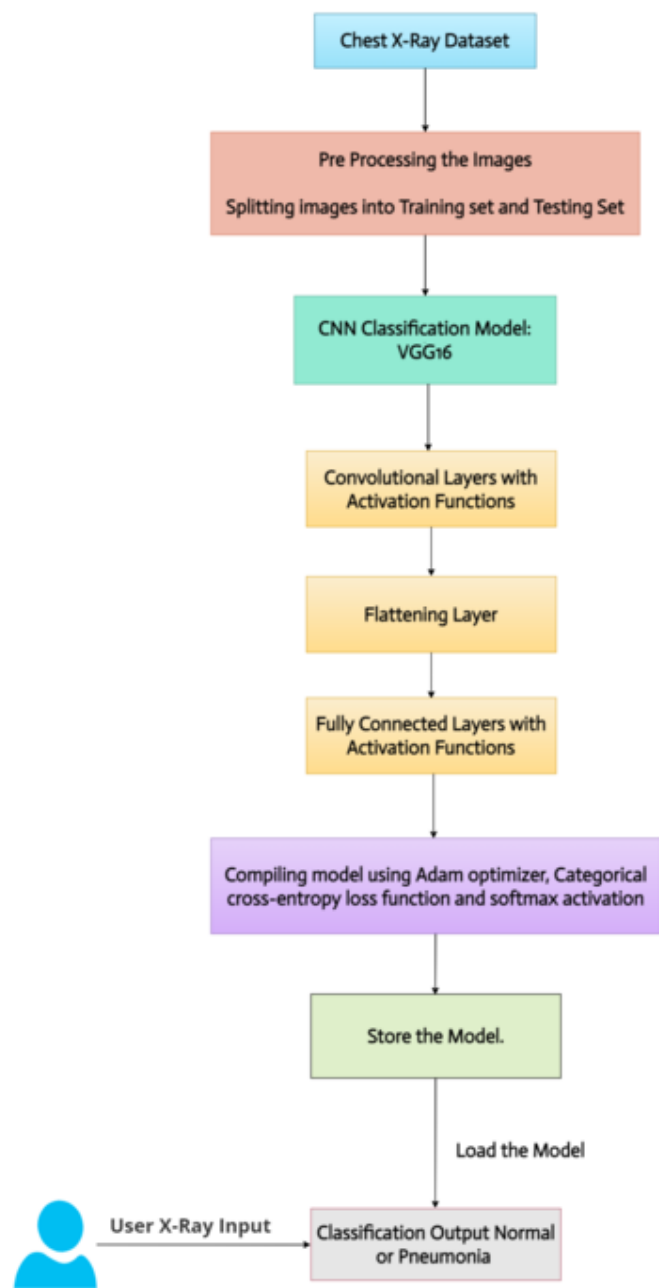 Chest X-Ray Dataset
Pre Processing the Images
Splitting images into Training set and Testing Set
CNN Classification Model:
VGG16
Convolutional Layers with
Activation Functions
Flattening Layer
Fully Connected Layers with
Activation Functions
Compiling model using Adam optimizer, Categorical
cross-entropy loss function and softmax activation
Store the Model.
Load the Model
User X-Ray Input
Classification Output Normal
or Pneumonia